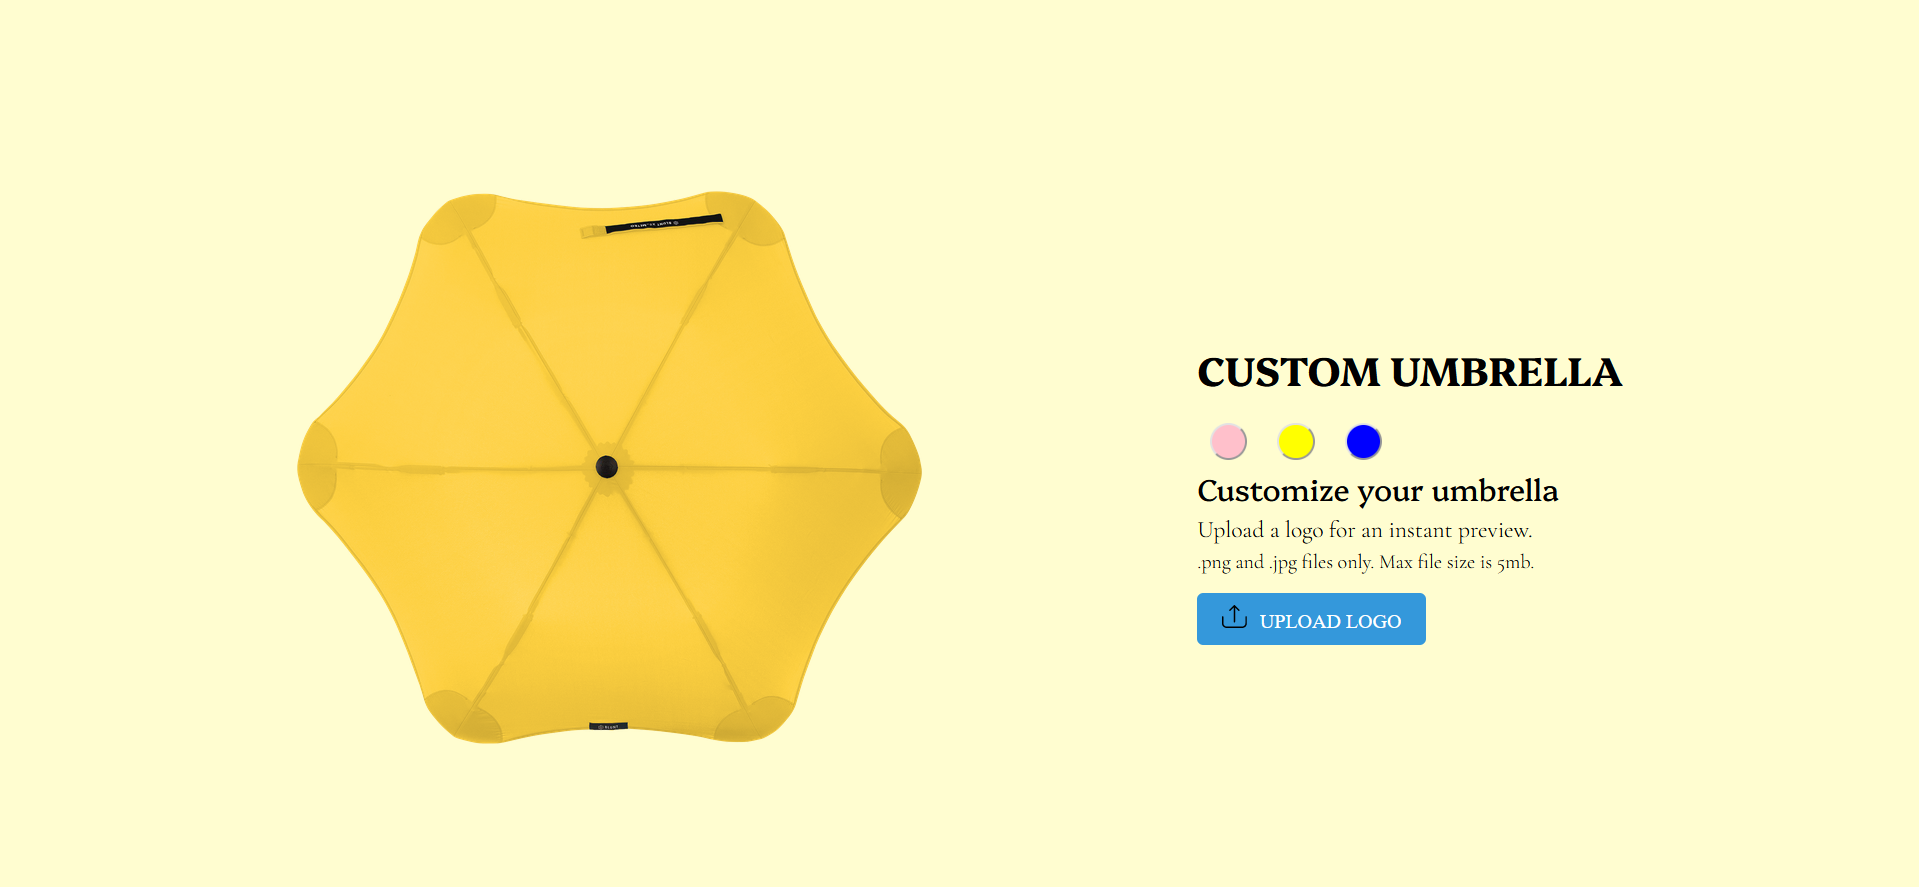 CUSTOM UMBRELLA
Customize your umbrella
Upload a logo for an instant preview.
.png and .jpg files only. Max file size is 5mb.
UPLOAD LOGO
BLUNT